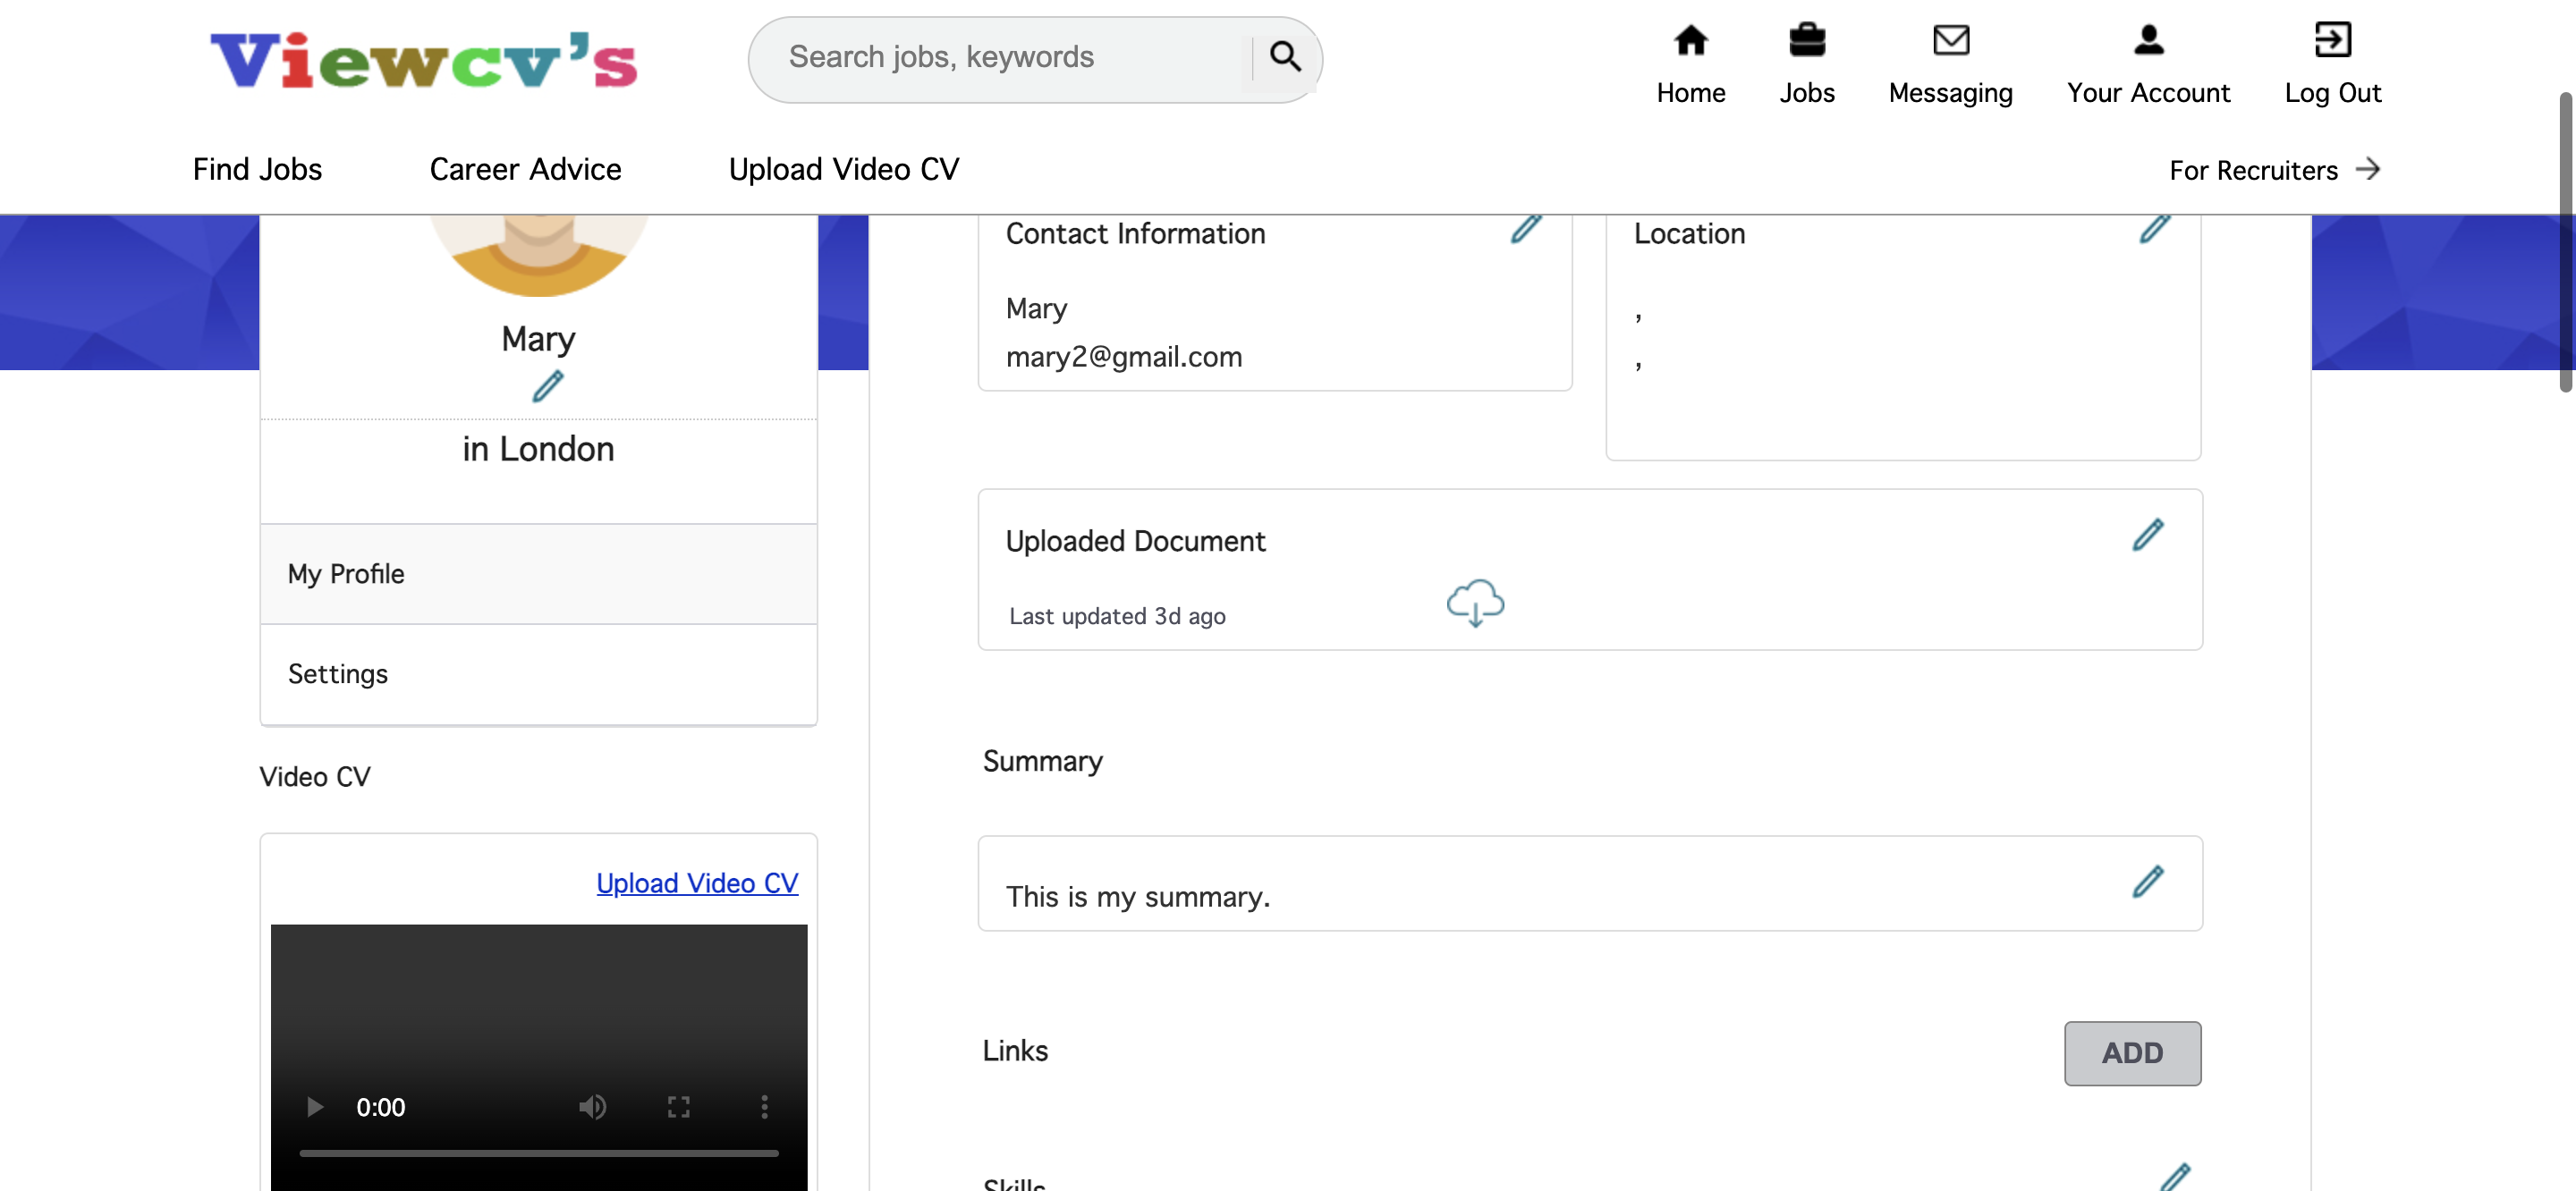 Viewcv's
Search jobs, keywords
Home
Jobs
Messaging
Your Account
Log Out
Find Jobs
Career Advice
Upload Video CV
For Recruiters
Mary
in London
My Profile
Settings
Video CV
Upload Video CV
0:00
Contact Information
Mary
mary2@gmail.com
Location
,
,
Uploaded Document
Last updated 3d ago
Summary
This is my summary.
Links
ADD
Skills